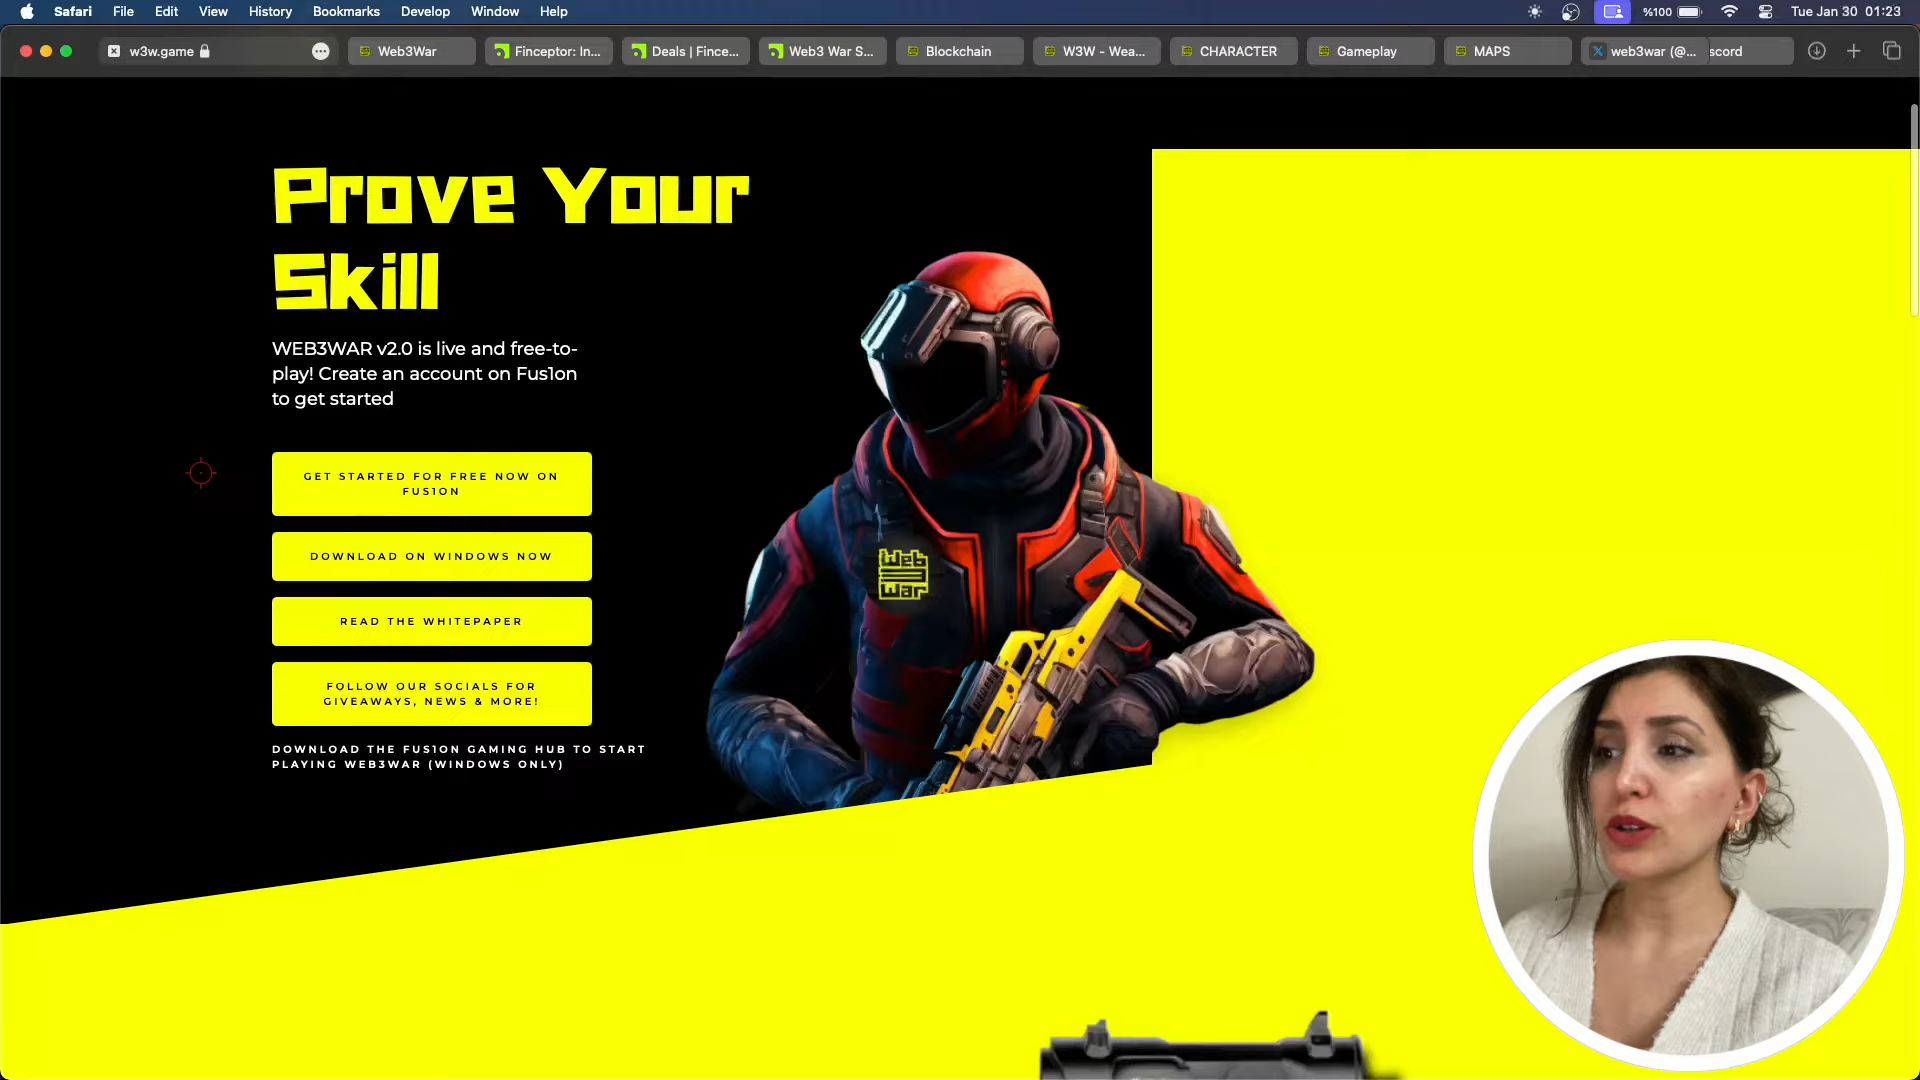 Safari File Edit View History Bookmarks Develop Window Help %100 Tue Jan 30 01:23
w3w.game Web3War Finceptor: In... Deals | Fince... Web3 War S... Blockchain W3W - Wea... CHARACTER Gameplay MAPS web3war (@... scord
Prove Your
Skill
WEB3WAR v2.0 is live and free-to-
play! Create an account on Fus1on
to get started
GET STARTED FOR FREE NOW ON
FUS1ON
DOWNLOAD ON WINDOWS NOW
READ THE WHITEPAPER
FOLLOW OUR SOCIALS FOR
GIVEAWAYS, NEWS & MORE!
DOWNLOAD THE FUS1ON GAMING HUB TO START
PLAYING WEB3WAR (WINDOWS ONLY)
Web
War